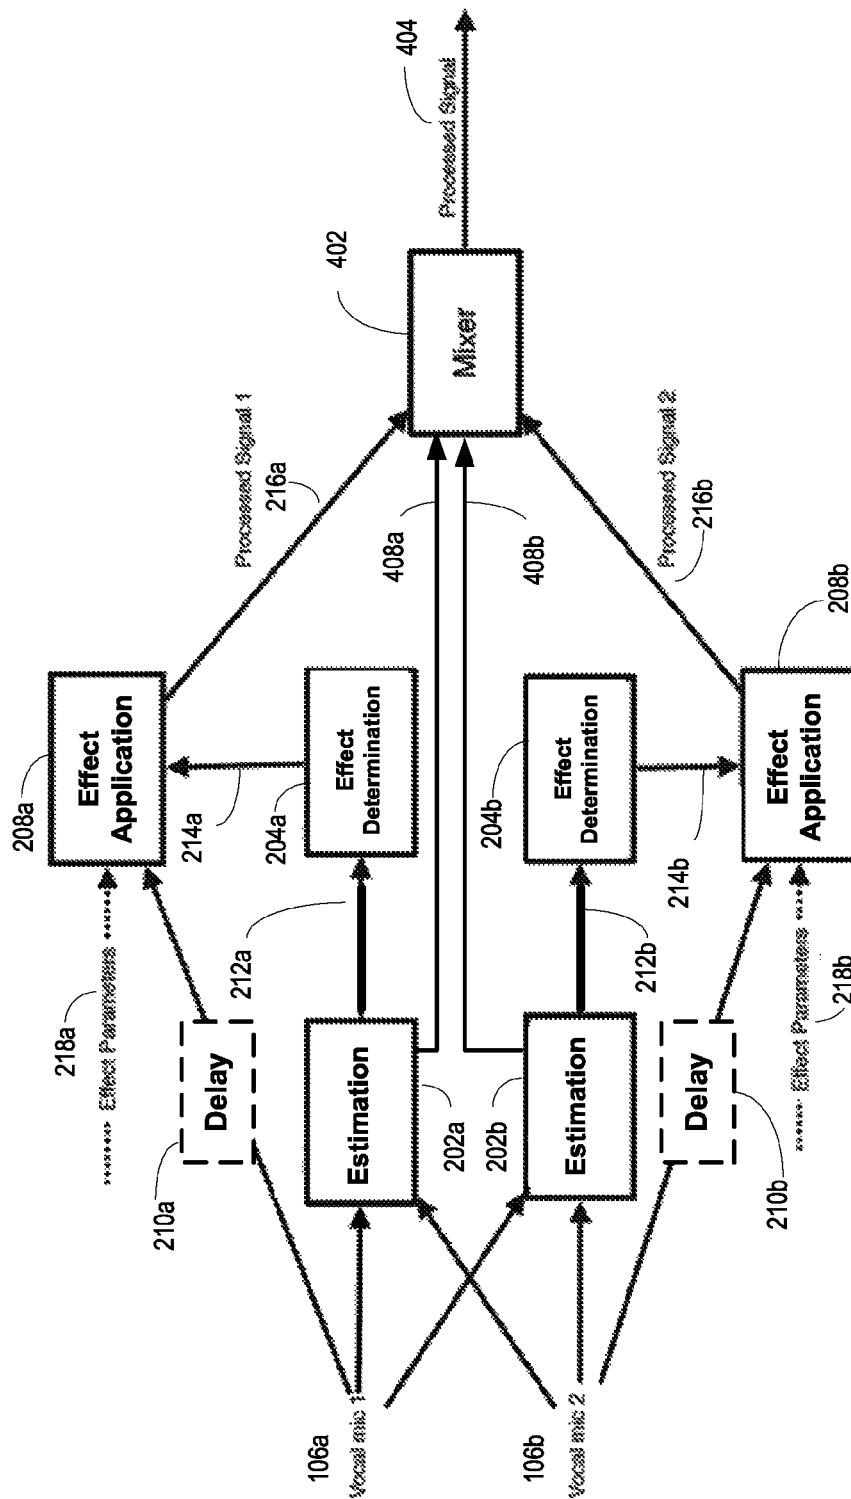 404
Processed Signal
402
Mixer
Processed Signal 1
216a
408a
408b
Processed Signal 2
216b
208a
Effect
Application
214a
204a
Effect
Determination
204b
Effect
Determination
214b
208b
Effect
Application
218a
Effect Parameters
212a
212b
Effect Parameters
218b
210a
Delay
Estimation
202a
202b
Estimation
Delay
210b
106a
Vocal mic 1
106b
Vocal mic 2